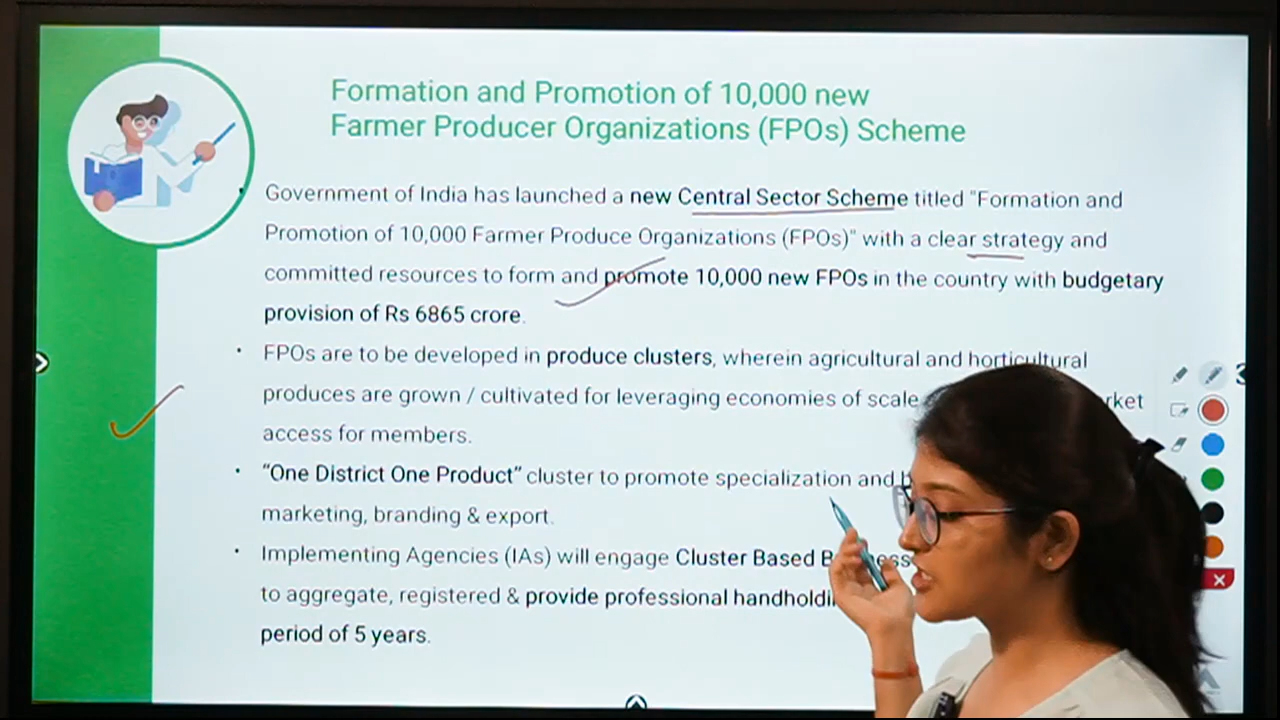 Formation and Promotion of 10,000 new
Farmer Producer Organizations (FPOs) Scheme
Government of India has launched a new Central Sector Scheme titled "Formation and
Promotion of 10,000 Farmer Produce Organizations (FPOs)" with a clear strategy and
committed resources to form and promote 10,000 new FPOs in the country with budgetary
provision of Rs 6865 crore.
• FPOs are to be developed in produce clusters, wherein agricultural and horticultural
produces are grown / cultivated for leveraging economies of scale
access for members.
• “One District One Product” cluster to promote specialization and
marketing, branding & export.
• Implementing Agencies (IAs) will engage Cluster Based
to aggregate, registered & provide professional
period of 5 years.